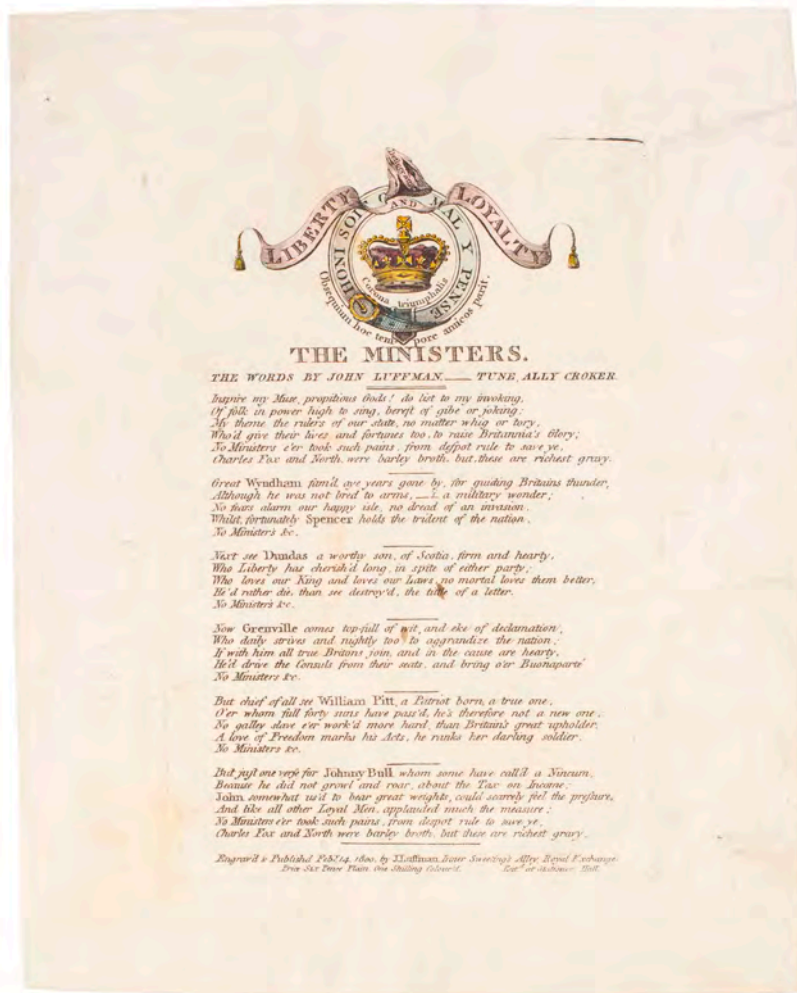 LIBERTY AND LOYALTY
HONI SOIT Q MAL Y PENSE
Corona triumphalis
Obsequium hoc tempore amicos parit.
THE MINISTERS.
THE WORDS BY JOHN LUFFMAN.___ TUNE, ALLY CROKER.
Inspire my Muse, propitious Gods! do list to my invoking,
Of folk in power high to sing, bereft of gibe or joking;
My theme the rulers of our state, no matter whig or tory,
Who'd give their lives and fortunes too, to raise Britannia's Glory;
No Ministers e'er took such pains, from despot rule to save ye,
Charles Fox and North, were barley broth, but these are richest gravy.
Great Wyndham fam'd aye years gone by, for guiding Britains thunder,
Although he was not bred to arms,__ a military wonder;
No fears alarm our happy isle, no dread of an invasion,
Whilst, fortunately Spencer holds the trident of the nation.
No Ministers &c.
Next see Dundas a worthy son, of Scotia, firm and hearty,
Who Liberty has cherish'd long, in spite of either party;
Who loves our King and loves our Laws, no mortal loves them better,
He'd rather die, than see destroy'd, the title of a letter.
No Ministers &c.
Now Grenville comes top-full of wit, and eke of declamation,
Who daily strives and nightly too to aggrandize the nation;
If with him all true Britons join, and in the cause are hearty,
He'd drive the Consuls from their seats, and bring o'er Buonaparte'
No Ministers &c.
But chief of all see William Pitt, a Patriot born, a true one,
O'er whom full forty suns have pass'd, he's therefore not a new one,
No galley slave e'er work'd more hard, than Britain's great upholder,
A love of Freedom marks his Acts, he ranks her darling soldier.
No Ministers &c.
But just one verse for Johnny Bull, whom some have call'd a Nincum,
Because he did not growl and roar, about the Tax on Income;
John somewhat us'd to bear great weights, could scarcely feel the pressure,
And like all other Loyal Men, applauded much the measure;
No Ministers e'er took such pains, from despot rule to save ye,
Charles Fox and North were barley broth, but these are richest gravy.
Engrav'd & Publish'd Feby. 14, 1800, by J. Luffman, Inner Sweeting's Alley, Royal Exchange.
Price Six Pence Plain, One Shilling Colour'd. Ent.d at Stationers Hall.